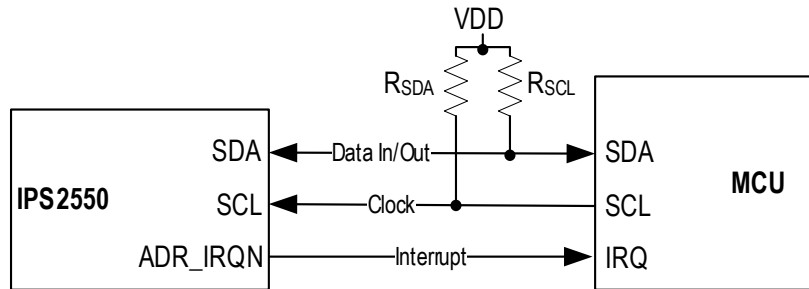 VDD
RSDA RSCL
SDA Data In/Out SDA
IPS2550 MCU
SCL Clock SCL
ADR_IRQN Interrupt IRQ